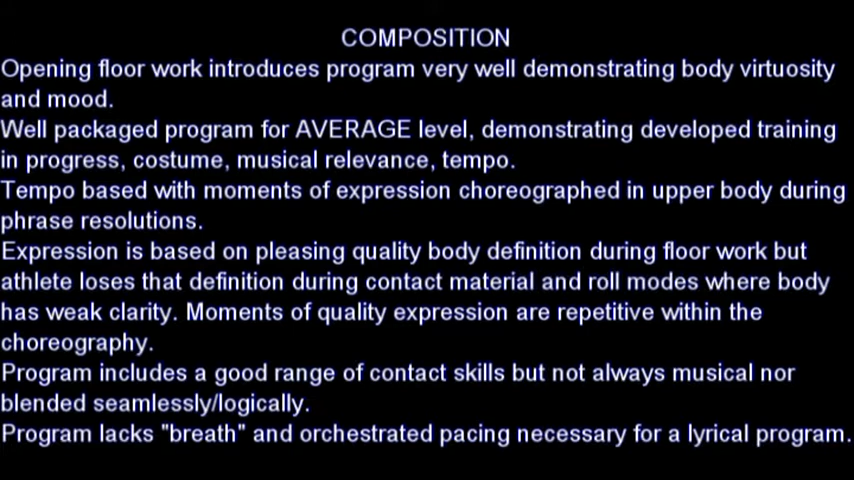 COMPOSITION
Opening floor work introduces program very well demonstrating body virtuosity
and mood.
Well packaged program for AVERAGE level, demonstrating developed training
in progress, costume, musical relevance, tempo.
Tempo based with moments of expression choreographed in upper body during
phrase resolutions.
Expression is based on pleasing quality body definition during floor work but
athlete loses that definition during contact material and roll modes where body
has weak clarity. Moments of quality expression are repetitive within the
choreography.
Program includes a good range of contact skills but not always musical nor
blended seamlessly/logically.
Program lacks "breath" and orchestrated pacing necessary for a lyrical program.